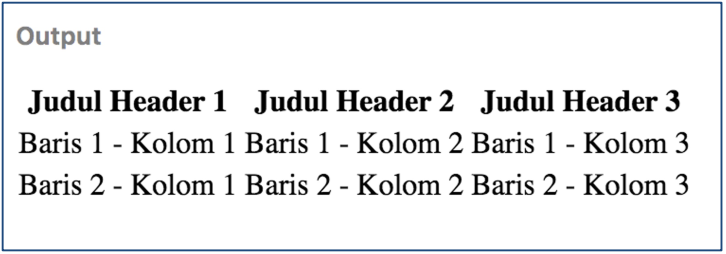 Output
Judul Header 1 Judul Header 2 Judul Header 3
Baris 1 - Kolom 1 Baris 1 - Kolom 2 Baris 1 - Kolom 3
Baris 2 - Kolom 1 Baris 2 - Kolom 2 Baris 2 - Kolom 3